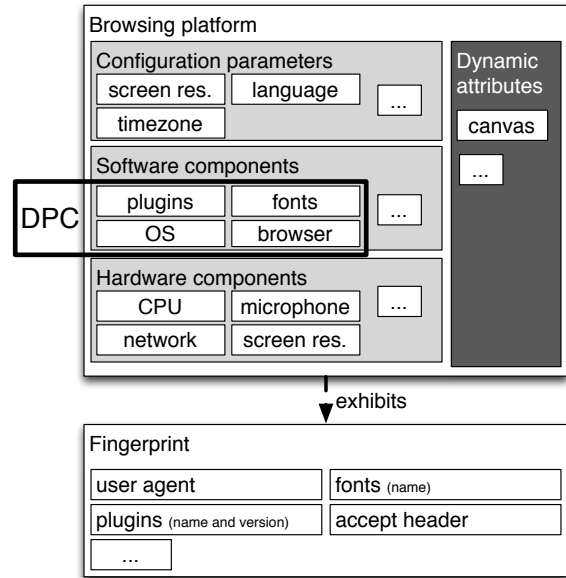 Browsing platform
Configuration parameters
screen res.
language
...
timezone
Dynamic
attributes
canvas
...
Software components
DPC
plugins
fonts
...
OS
browser
Hardware components
CPU
microphone
...
network
screen res.
exhibits
Fingerprint
user agent
fonts (name)
plugins (name and version)
accept header
...